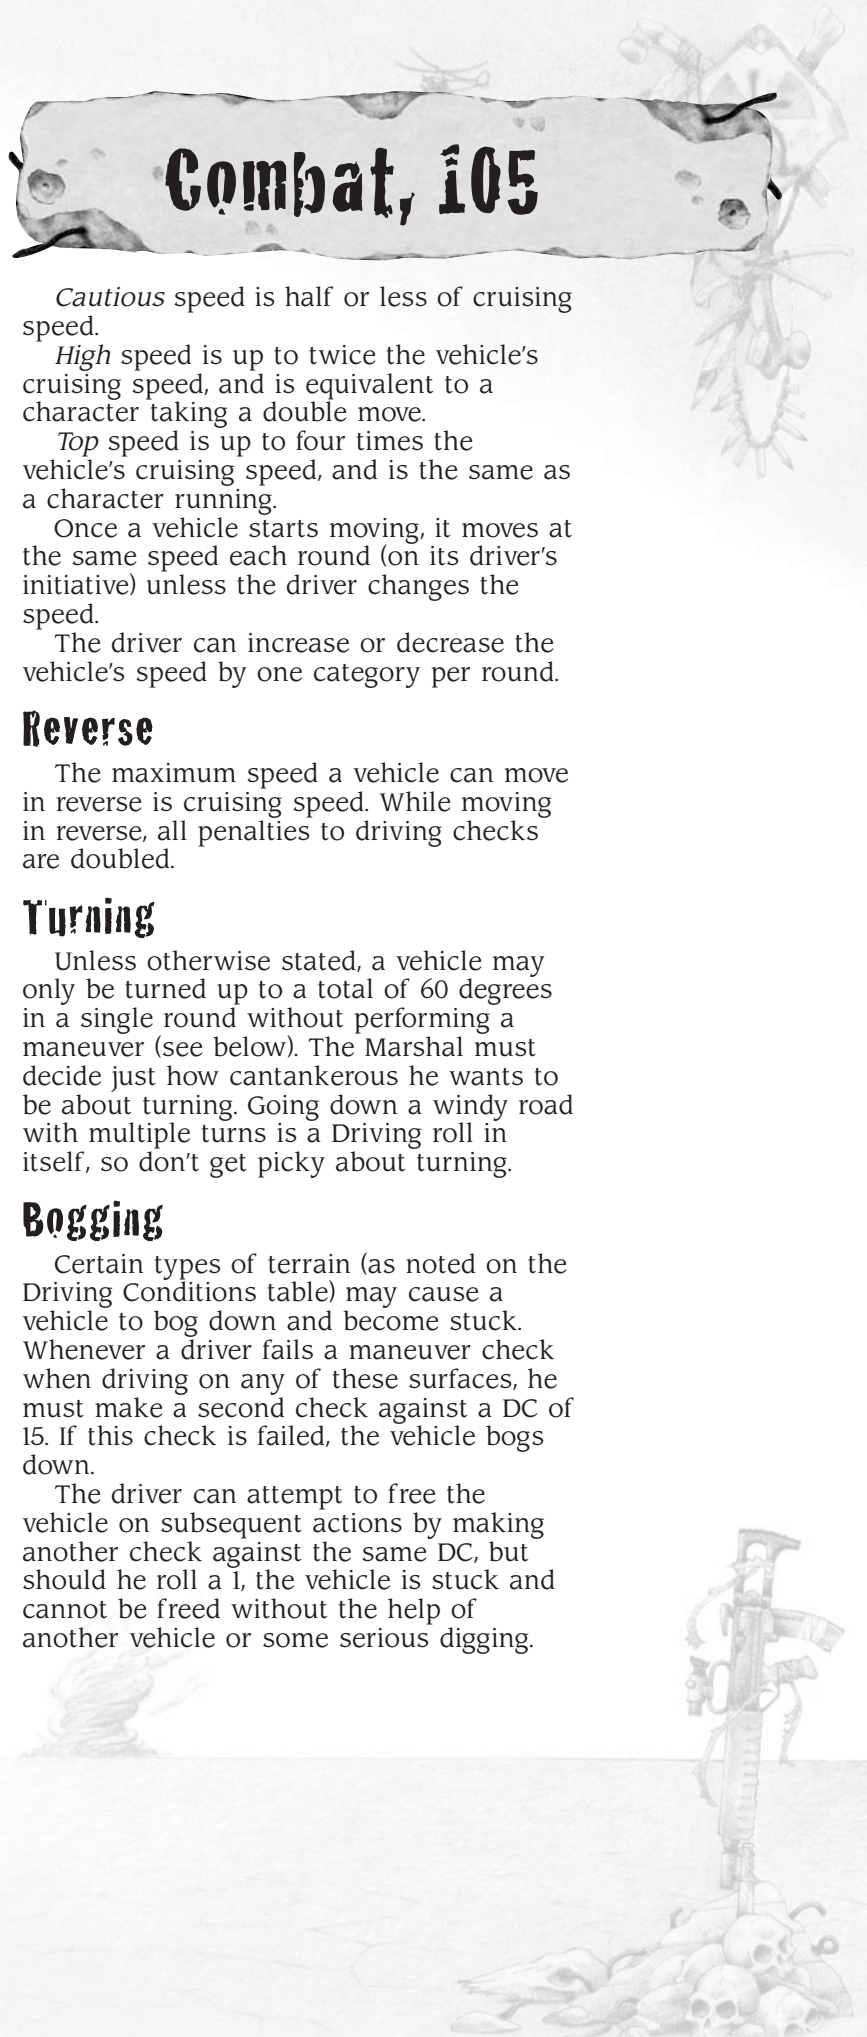 Combat, 105
Cautious speed is half or less of cruising
speed.
High speed is up to twice the vehicle's
cruising speed, and is equivalent to a
character taking a double move.
Top speed is up to four times the
vehicle's cruising speed, and is the same as
a character running.
Once a vehicle starts moving, it moves at
the same speed each round (on its driver's
initiative) unless the driver changes the
speed.
The driver can increase or decrease the
vehicle's speed by one category per round.
Reverse
The maximum speed a vehicle can move
in reverse is cruising speed. While moving
in reverse, all penalties to driving checks
are doubled.
Turning
Unless otherwise stated, a vehicle may
only be turned up to a total of 60 degrees
in a single round without performing a
maneuver (see below). The Marshal must
decide just how cantankerous he wants to
be about turning. Going down a windy road
with multiple turns is a Driving roll in
itself, so don't get picky about turning.
Bogging
Certain types of terrain (as noted on the
Driving Conditions table) may cause a
vehicle to bog down and become stuck.
Whenever a driver fails a maneuver check
when driving on any of these surfaces, he
must make a second check against a DC of
15. If this check is failed, the vehicle bogs
down.
The driver can attempt to free the
vehicle on subsequent actions by making
another check against the same DC, but
should he roll a 1, the vehicle is stuck and
cannot be freed without the help of
another vehicle or some serious digging.